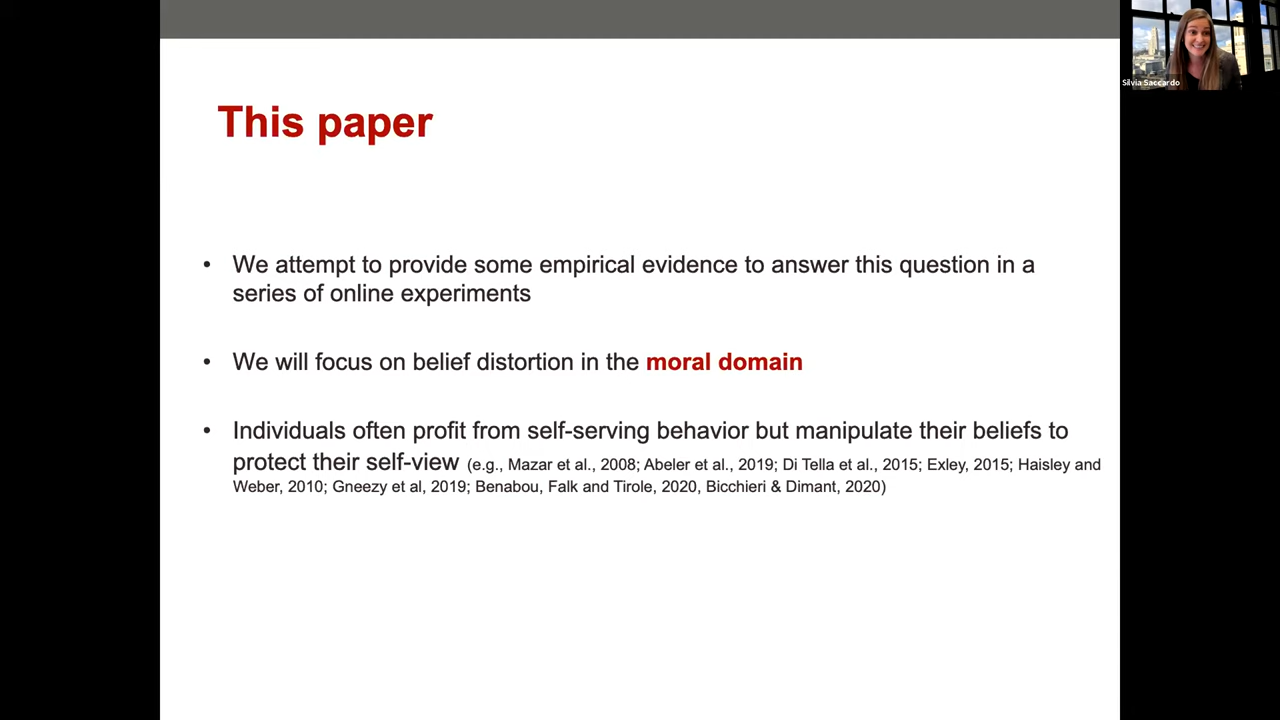 Silvia Saccardo
This paper
• We attempt to provide some empirical evidence to answer this question in a
series of online experiments
• We will focus on belief distortion in the moral domain
• Individuals often profit from self-serving behavior but manipulate their beliefs to
protect their self-view (e.g., Mazar et al., 2008; Abeler et al., 2019; Di Tella et al., 2015; Exley, 2015; Haisley and
Weber, 2010; Gneezy et al, 2019; Benabou, Falk and Tirole, 2020, Bicchieri & Dimant, 2020)